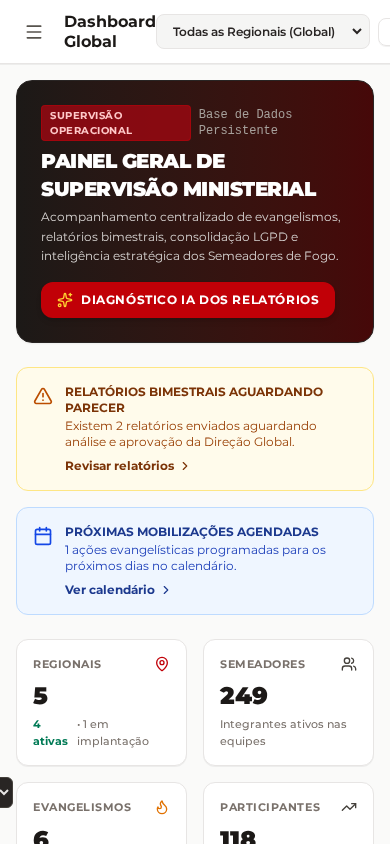 Dashboard
Global
Todas as Regionais (Global)
SUPERVISÃO
OPERACIONAL
Base de Dados
Persistente
PAINEL GERAL DE
SUPERVISÃO MINISTERIAL
Acompanhamento centralizado de evangelismos,
relatórios bimestrais, consolidação LGPD e
inteligência estratégica dos Semeadores de Fogo.
DIAGNÓSTICO IA DOS RELATÓRIOS
RELATÓRIOS BIMESTRAIS AGUARDANDO
PARECER
Existem 2 relatórios enviados aguardando
análise e aprovação da Direção Global.
Revisar relatórios
PRÓXIMAS MOBILIZAÇÕES AGENDADAS
1 ações evangelísticas programadas para os
próximos dias no calendário.
Ver calendário
REGIONAIS
5
4
ativas
• 1 em
implantação
SEMEADORES
249
Integrantes ativos nas
equipes
EVANGELISMOS
6
PARTICIPANTES
118